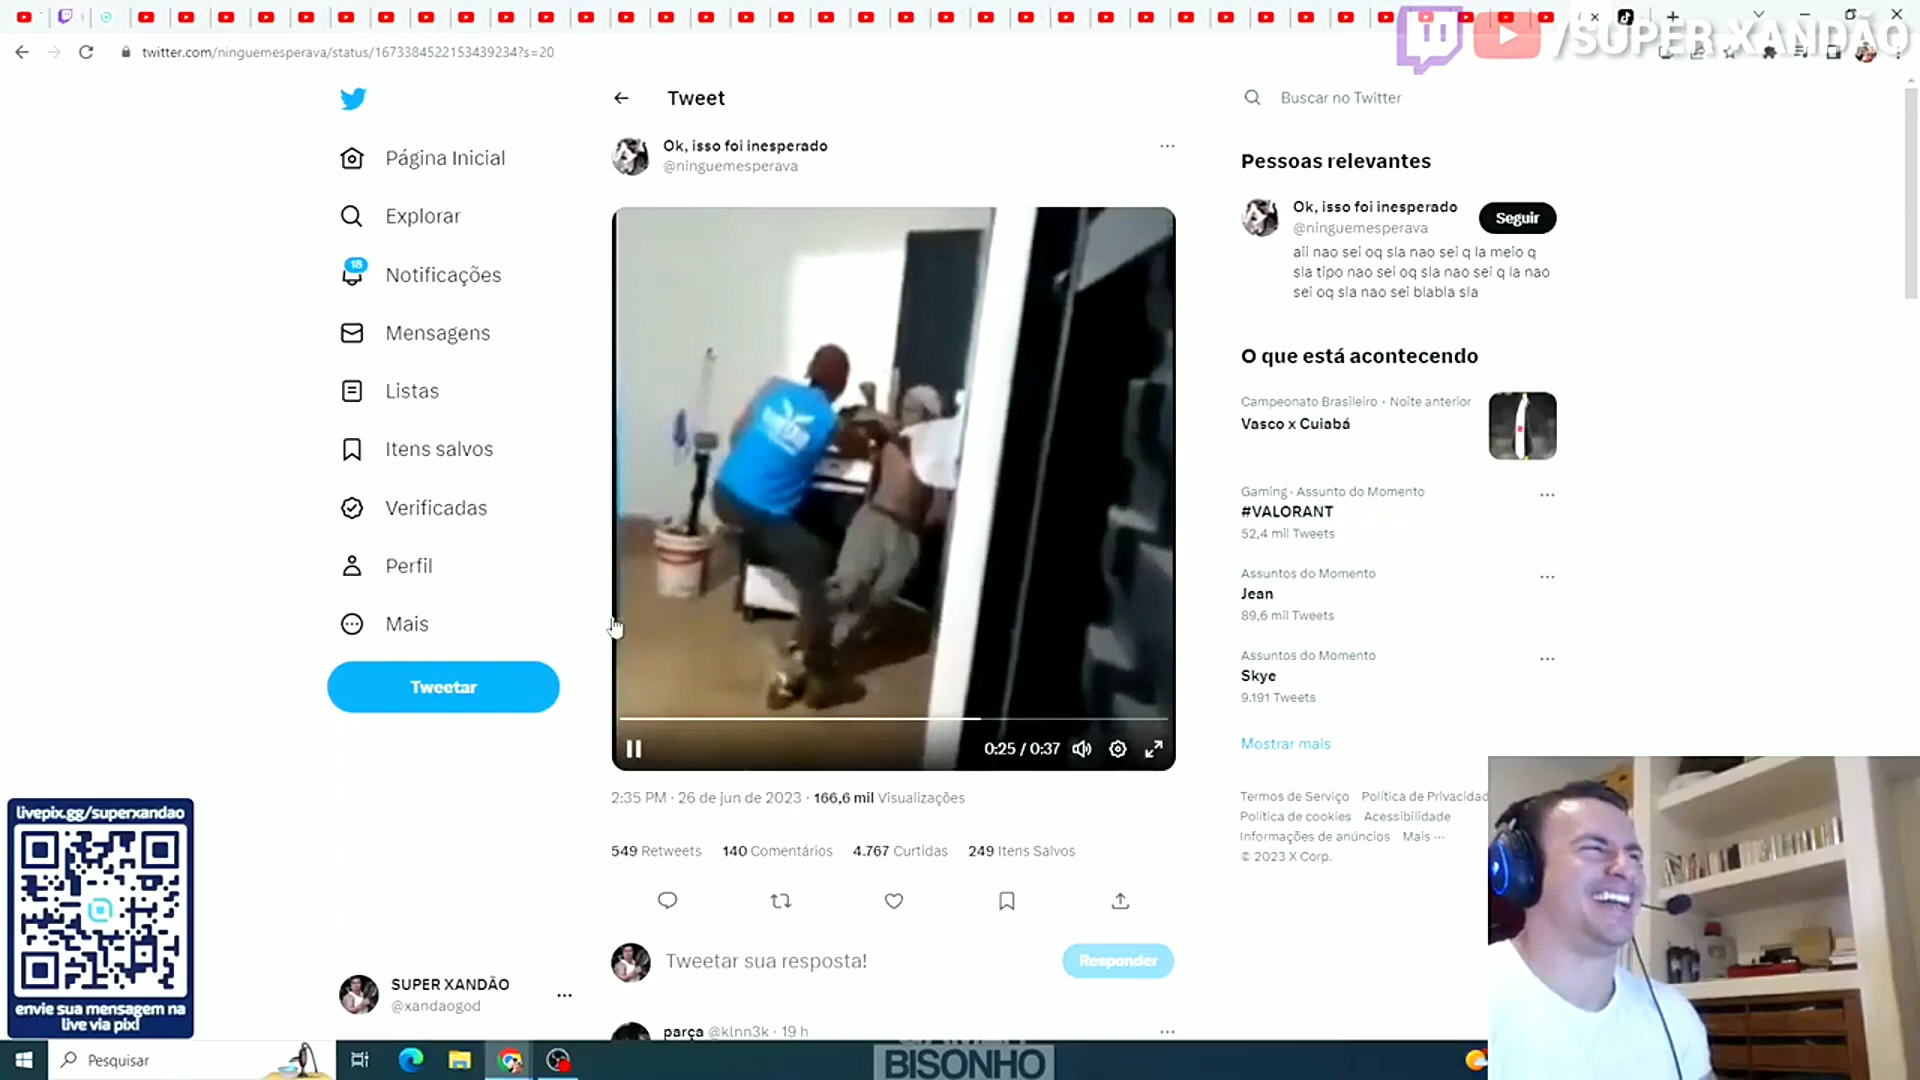 /SUPER XANDÃO
twitter.com/ninguemesperava/status/1673384522153439234?s=20
Tweet
Buscar no Twitter
Ok, isso foi inesperado
@ninguemesperava
Página Inicial
Explorar
18
Notificações
Mensagens
Listas
Itens salvos
Verificadas
Perfil
Mais
Tweetar
Pessoas relevantes
Ok, isso foi inesperado
@ninguemesperava
Seguir
aii nao sei oq sla nao sei q la meio q
sla tipo nao sei oq sla nao sei q la nao
sei oq sla nao sei blabla sla
O que está acontecendo
Campeonato Brasileiro · Noite anterior
Vasco x Cuiabá
Gaming · Assunto do Momento
#VALORANT
52,4 mil Tweets
Assuntos do Momento
Jean
89,6 mil Tweets
Assuntos do Momento
Skye
9.191 Tweets
Mostrar mais
0:25 / 0:37
2:35 PM · 26 de jun de 2023 · 166,6 mil Visualizações
549 Retweets 140 Comentários 4.767 Curtidas 249 Itens Salvos
Termos de Serviço Política de Privacidad
Política de cookies Acessibilidade
Informações de anúncios Mais ···
© 2023 X Corp.
Tweetar sua resposta!
Responder
parça @klnn3k · 19 h
livepix.gg/superxandao
envie sua mensagem na
live via pix!
SUPER XANDÃO
@xandaogod
Pesquisar
BISONHO